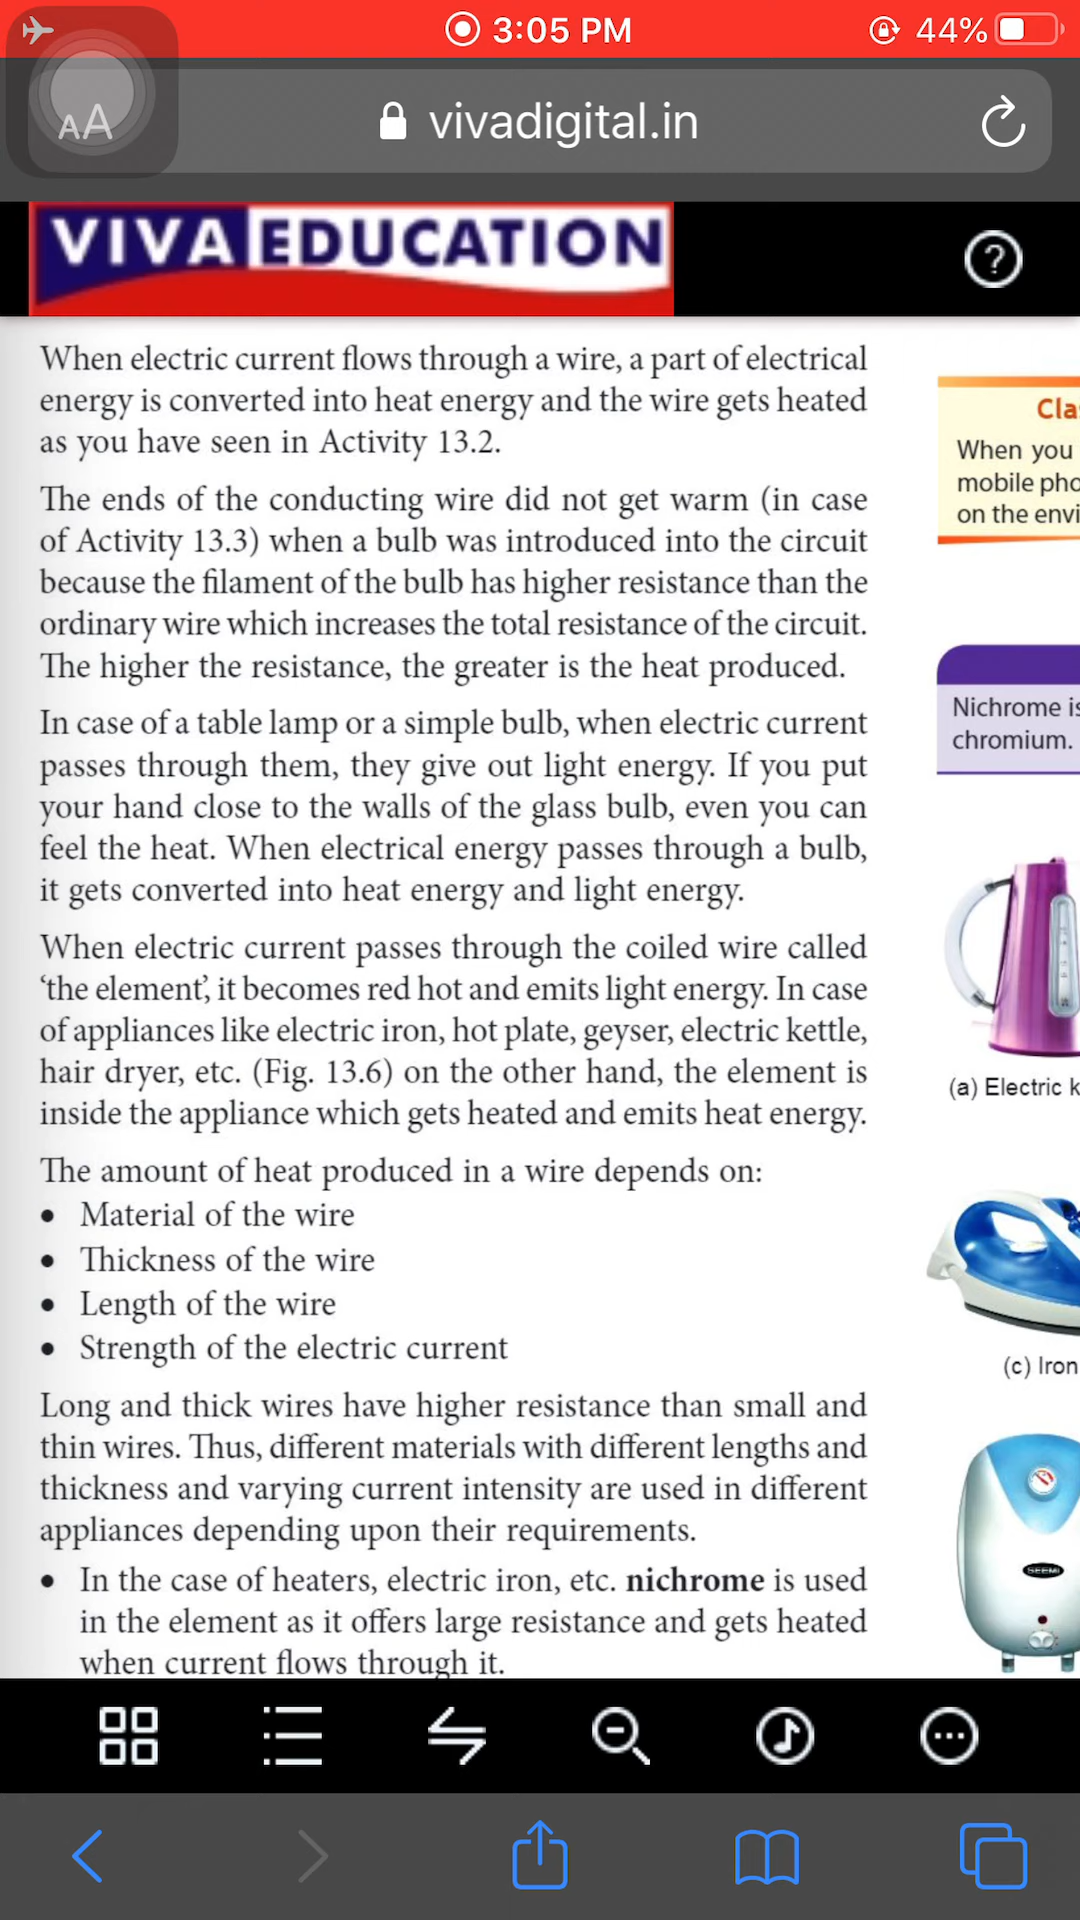 3:05 PM
44%
AA
vivadigital.in
VIVA EDUCATION
?
When electric current flows through a wire, a part of electrical
energy is converted into heat energy and the wire gets heated
as you have seen in Activity 13.2.
The ends of the conducting wire did not get warm (in case
of Activity 13.3) when a bulb was introduced into the circuit
because the filament of the bulb has higher resistance than the
ordinary wire which increases the total resistance of the circuit.
The higher the resistance, the greater is the heat produced.
In case of a table lamp or a simple bulb, when electric current
passes through them, they give out light energy. If you put
your hand close to the walls of the glass bulb, even you can
feel the heat. When electrical energy passes through a bulb,
it gets converted into heat energy and light energy.
When electric current passes through the coiled wire called
‘the element’, it becomes red hot and emits light energy. In case
of appliances like electric iron, hot plate, geyser, electric kettle,
hair dryer, etc. (Fig. 13.6) on the other hand, the element is
inside the appliance which gets heated and emits heat energy.
The amount of heat produced in a wire depends on:
• Material of the wire
• Thickness of the wire
• Length of the wire
• Strength of the electric current
Long and thick wires have higher resistance than small and
thin wires. Thus, different materials with different lengths and
thickness and varying current intensity are used in different
appliances depending upon their requirements.
• In the case of heaters, electric iron, etc. nichrome is used
in the element as it offers large resistance and gets heated
when current flows through it.
Cla
When you
mobile pho
on the envi
Nichrome is
chromium.
(a) Electric k
(c) Iron